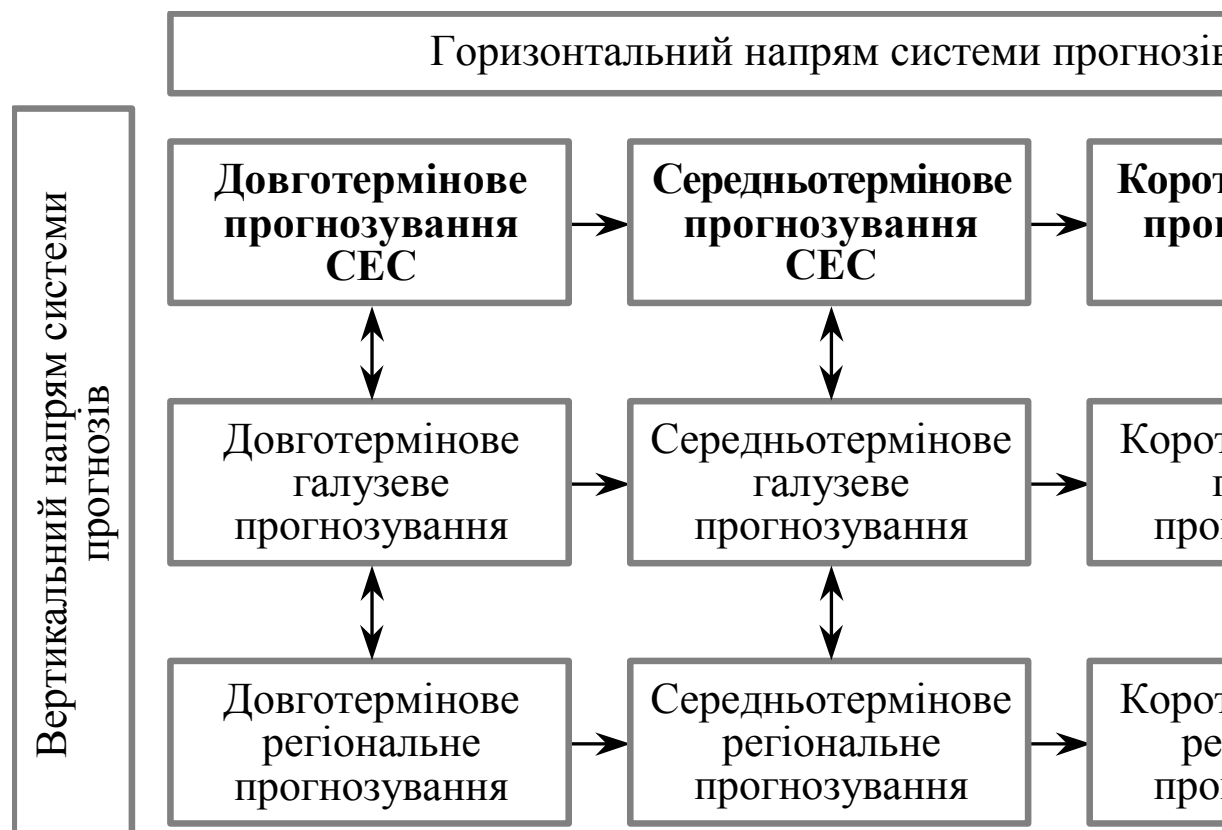 Горизонтальний напрям системи прогнозів
Вертикальний напрям системи
прогнозів
Довготермінове
прогнозування
СЕС
Середньотермінове
прогнозування
СЕС
Довготермінове
галузеве
прогнозування
Середньотермінове
галузеве
прогнозування
Довготермінове
регіональне
прогнозування
Середньотермінове
регіональне
прогнозування